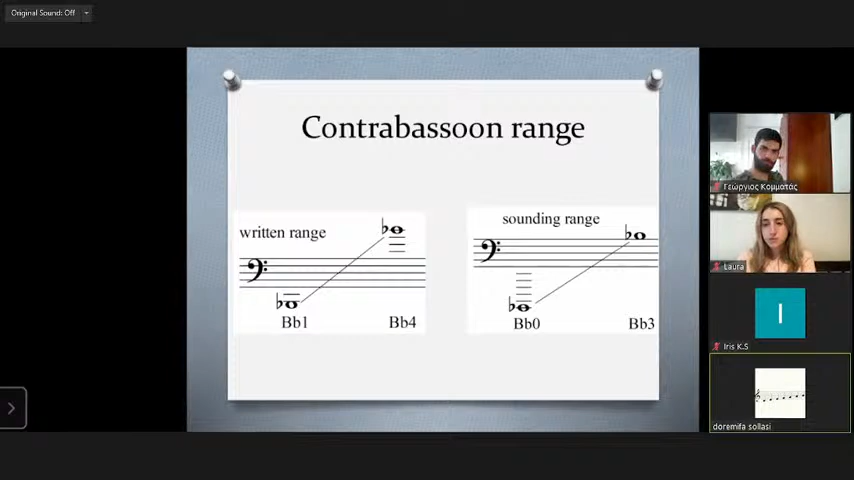 Original Sound: Off
Contrabassoon range
written range
Bb1
Bb4
sounding range
Bb0
Bb3
Γεώργιος Κομματάς
Laura
Iris K.S
I
doremifa sollasi